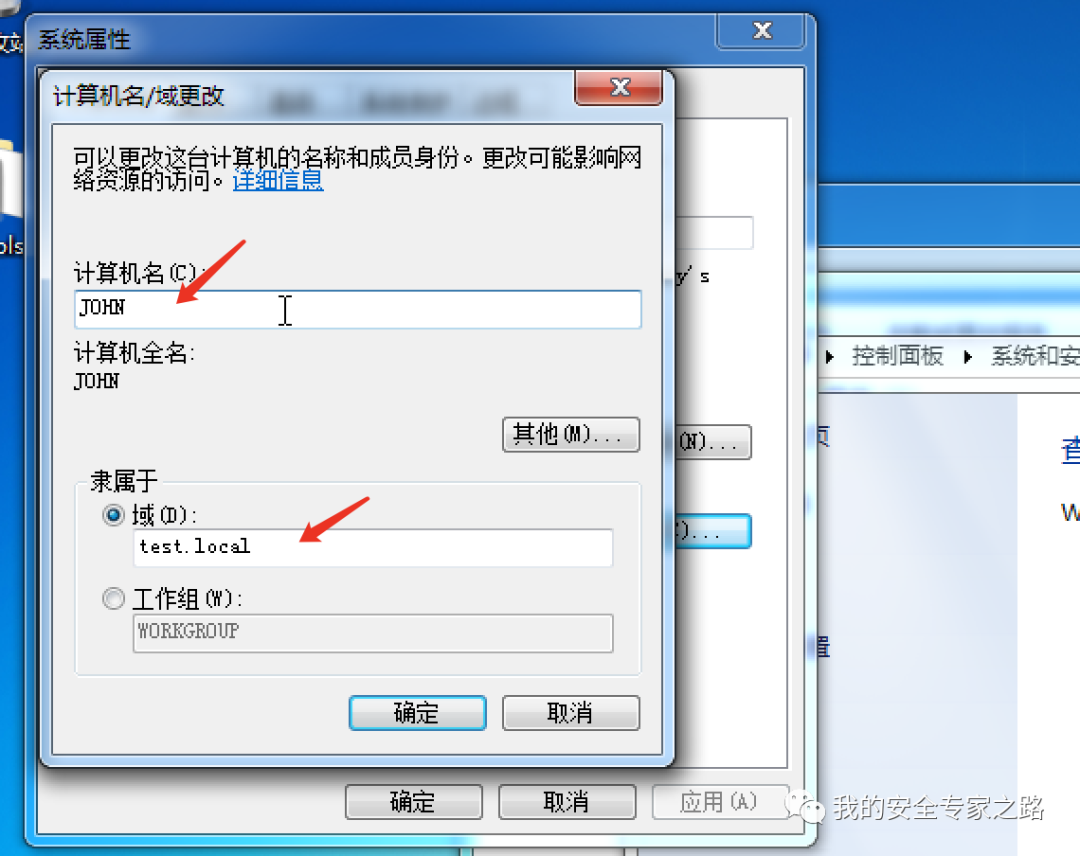 系统属性
计算机名/域更改
可以更改这台计算机的名称和成员身份。更改可能影响网
络资源的访问。详细信息
计算机名(C):
JOHN
计算机全名:
JOHN
其他(M)...
隶属于
域(D):
test.local
工作组(W):
WORKGROUP
确定
取消
确定
取消
应用(A)
y's
(N)...
)...
控制面板
系统和安
页
置
查
W
ols
我的安全专家之路